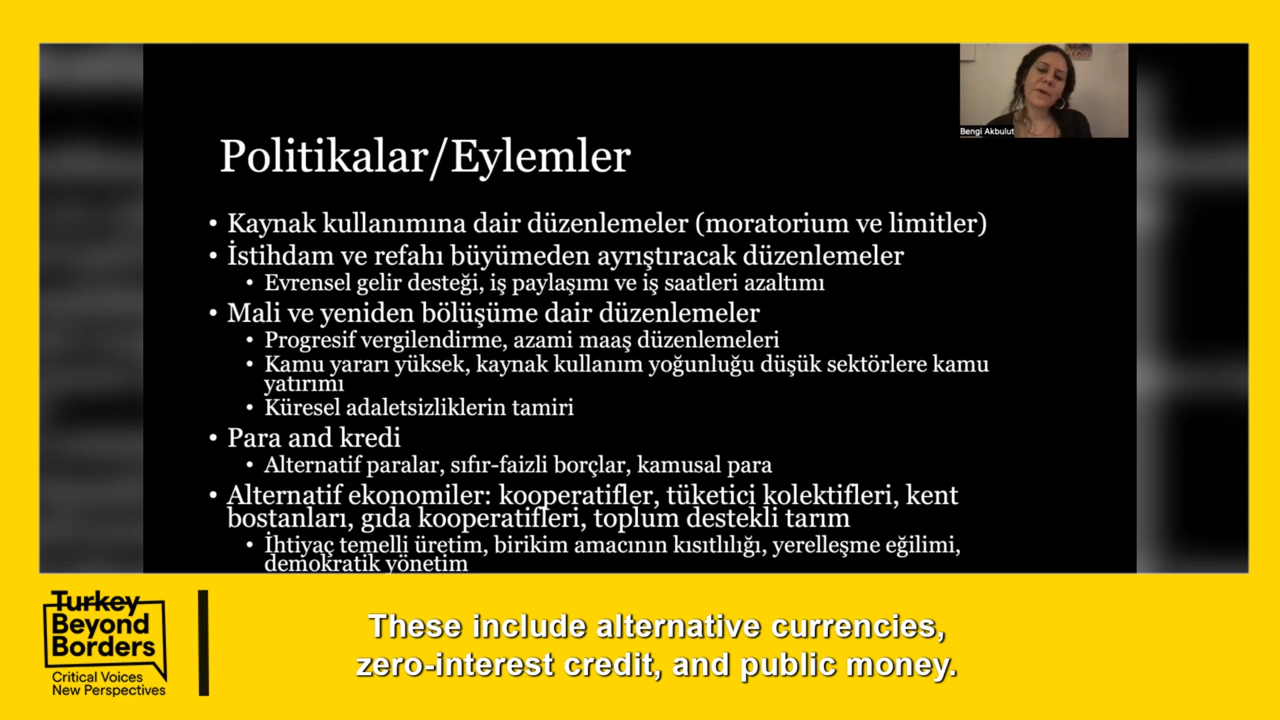 Bengi Akbulut
Politikalar/Eylemler
• Kaynak kullanımına dair düzenlemeler (moratorium ve limitler)
• İstihdam ve refahı büyümeden ayrıştıracak düzenlemeler
• Evrensel gelir desteği, iş paylaşımı ve iş saatleri azaltımı
• Mali ve yeniden bölüşüme dair düzenlemeler
• Progresif vergilendirme, azami maaş düzenlemeleri
• Kamu yararı yüksek, kaynak kullanım yoğunluğu düşük sektörlere kamu
yatırımı
• Küresel adaletsizliklerin tamiri
• Para and kredi
• Alternatif paralar, sıfır-faizli borçlar, kamusal para
• Alternatif ekonomiler: kooperatifler, tüketici kolektifleri, kent
bostanları, gıda kooperatifleri, toplum destekli tarım
• İhtiyaç temelli üretim, birikim amacının kısıtlılığı, yerelleşme eğilimi,
demokratik yönetim
Turkey
Beyond
Borders
Critical Voices
New Perspectives
These include alternative currencies,
zero-interest credit, and public money.